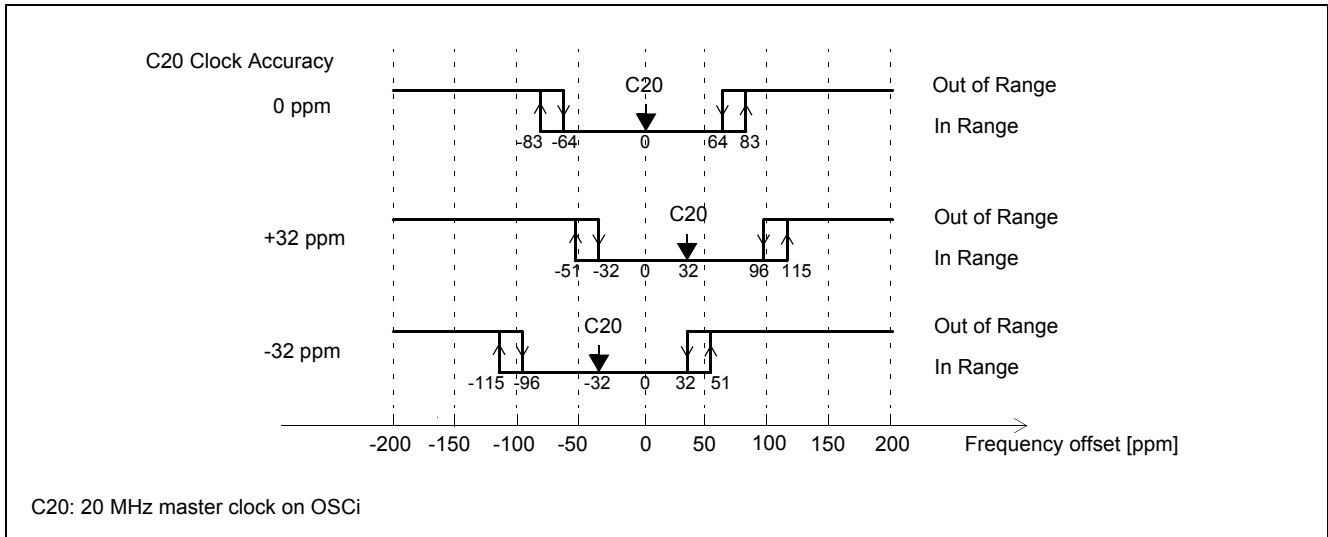 C20 Clock Accuracy
0 ppm
C20
Out of Range
In Range
-83 -64 0 64 83
+32 ppm
C20
Out of Range
In Range
-51 -32 0 32 96 115
-32 ppm
C20
Out of Range
In Range
-115 -96 -32 0 32 51
-200 -150 -100 -50 0 50 100 150 200 Frequency offset [ppm]
C20: 20 MHz master clock on OSCi